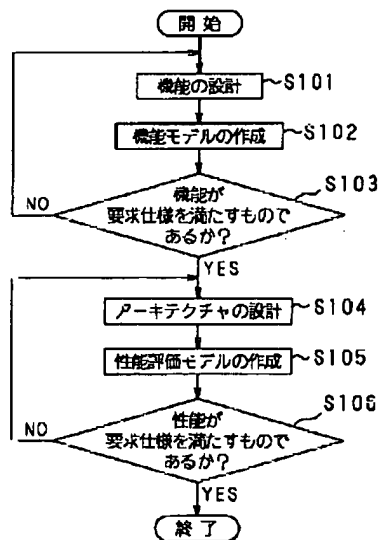 開始
機能の設計 S101
機能モデルの作成 S102
S103
機能が
NO 要求仕様を満たすもので
あるか?
YES
アーキテクチャの設計 S104
性能評価モデルの作成 S105
S106
性能が
NO 要求仕様を満たすもので
あるか?
YES
終了